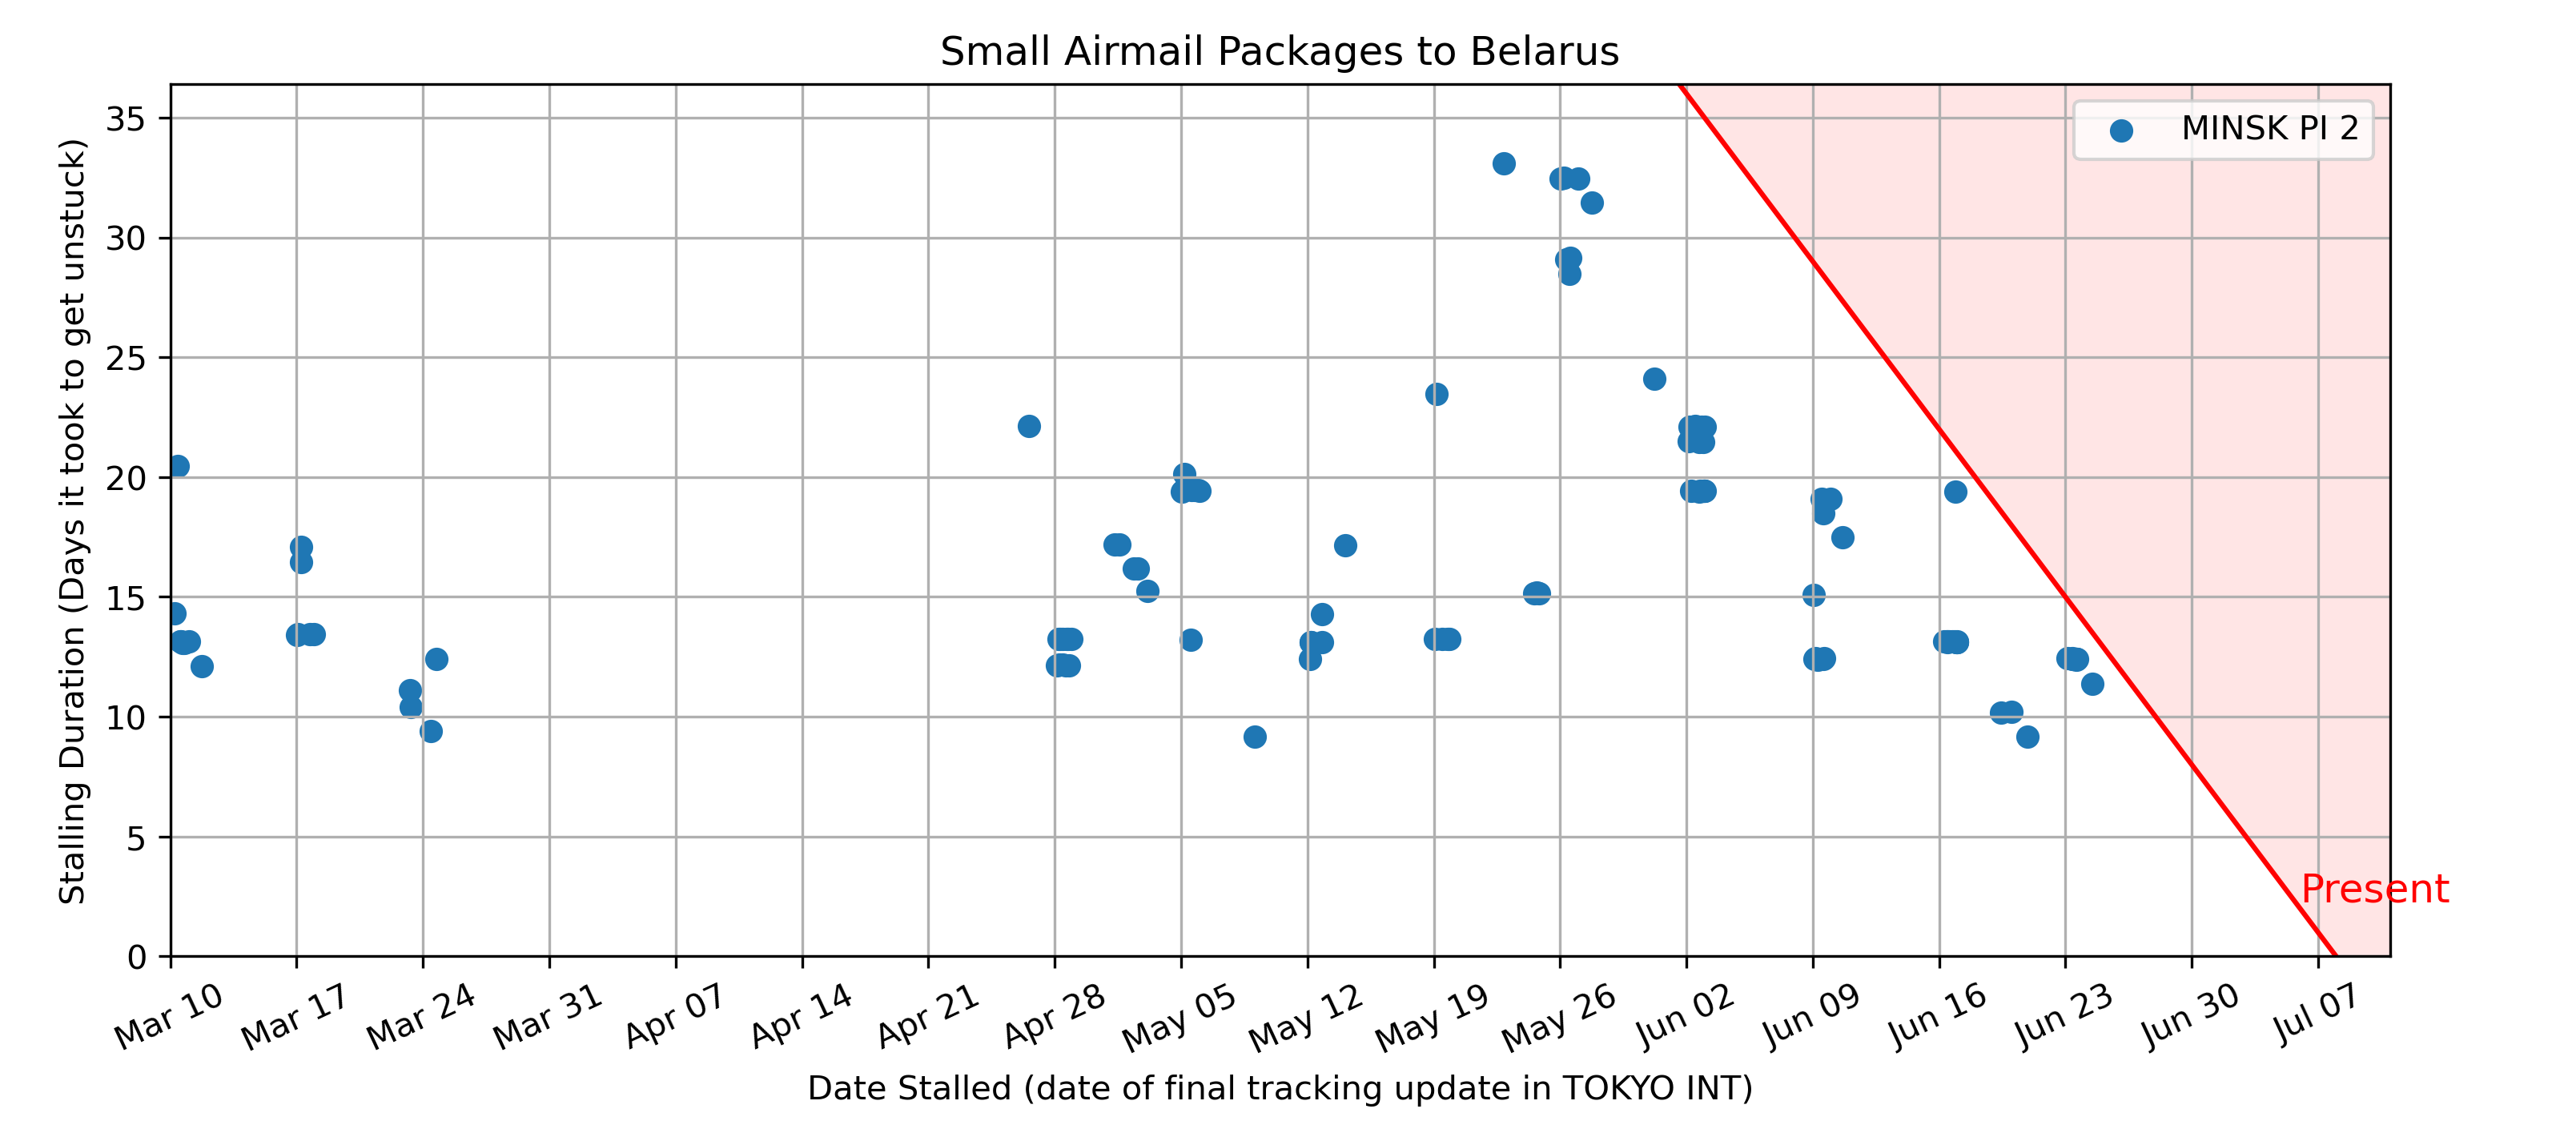 Small Airmail Packages to Belarus
MINSK PI 2
Stalling Duration (Days it took to get unstuck)
35
30
25
20
15
10
5
0
Present
Mar 10
Mar 17
Mar 24
Mar 31
Apr 07
Apr 14
Apr 21
Apr 28
May 05
May 12
May 19
May 26
Jun 02
Jun 09
Jun 16
Jun 23
Jun 30
Jul 07
Date Stalled (date of final tracking update in TOKYO INT)